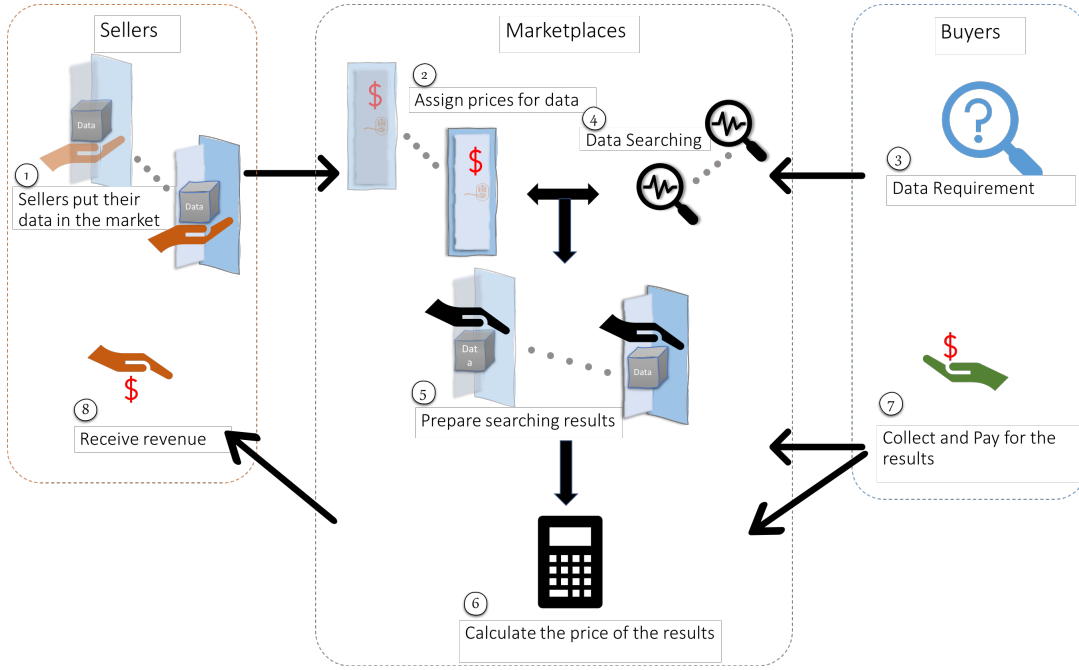 Sellers
Data
Data
1
Sellers put their
data in the market
$
8
Receive revenue
Marketplaces
$
2
Assign prices for data
$
4
Data Searching
Dat
a
Data
5
Prepare searching results
6
Calculate the price of the results
Buyers
?
3
Data Requirement
$
7
Collect and Pay for the
results